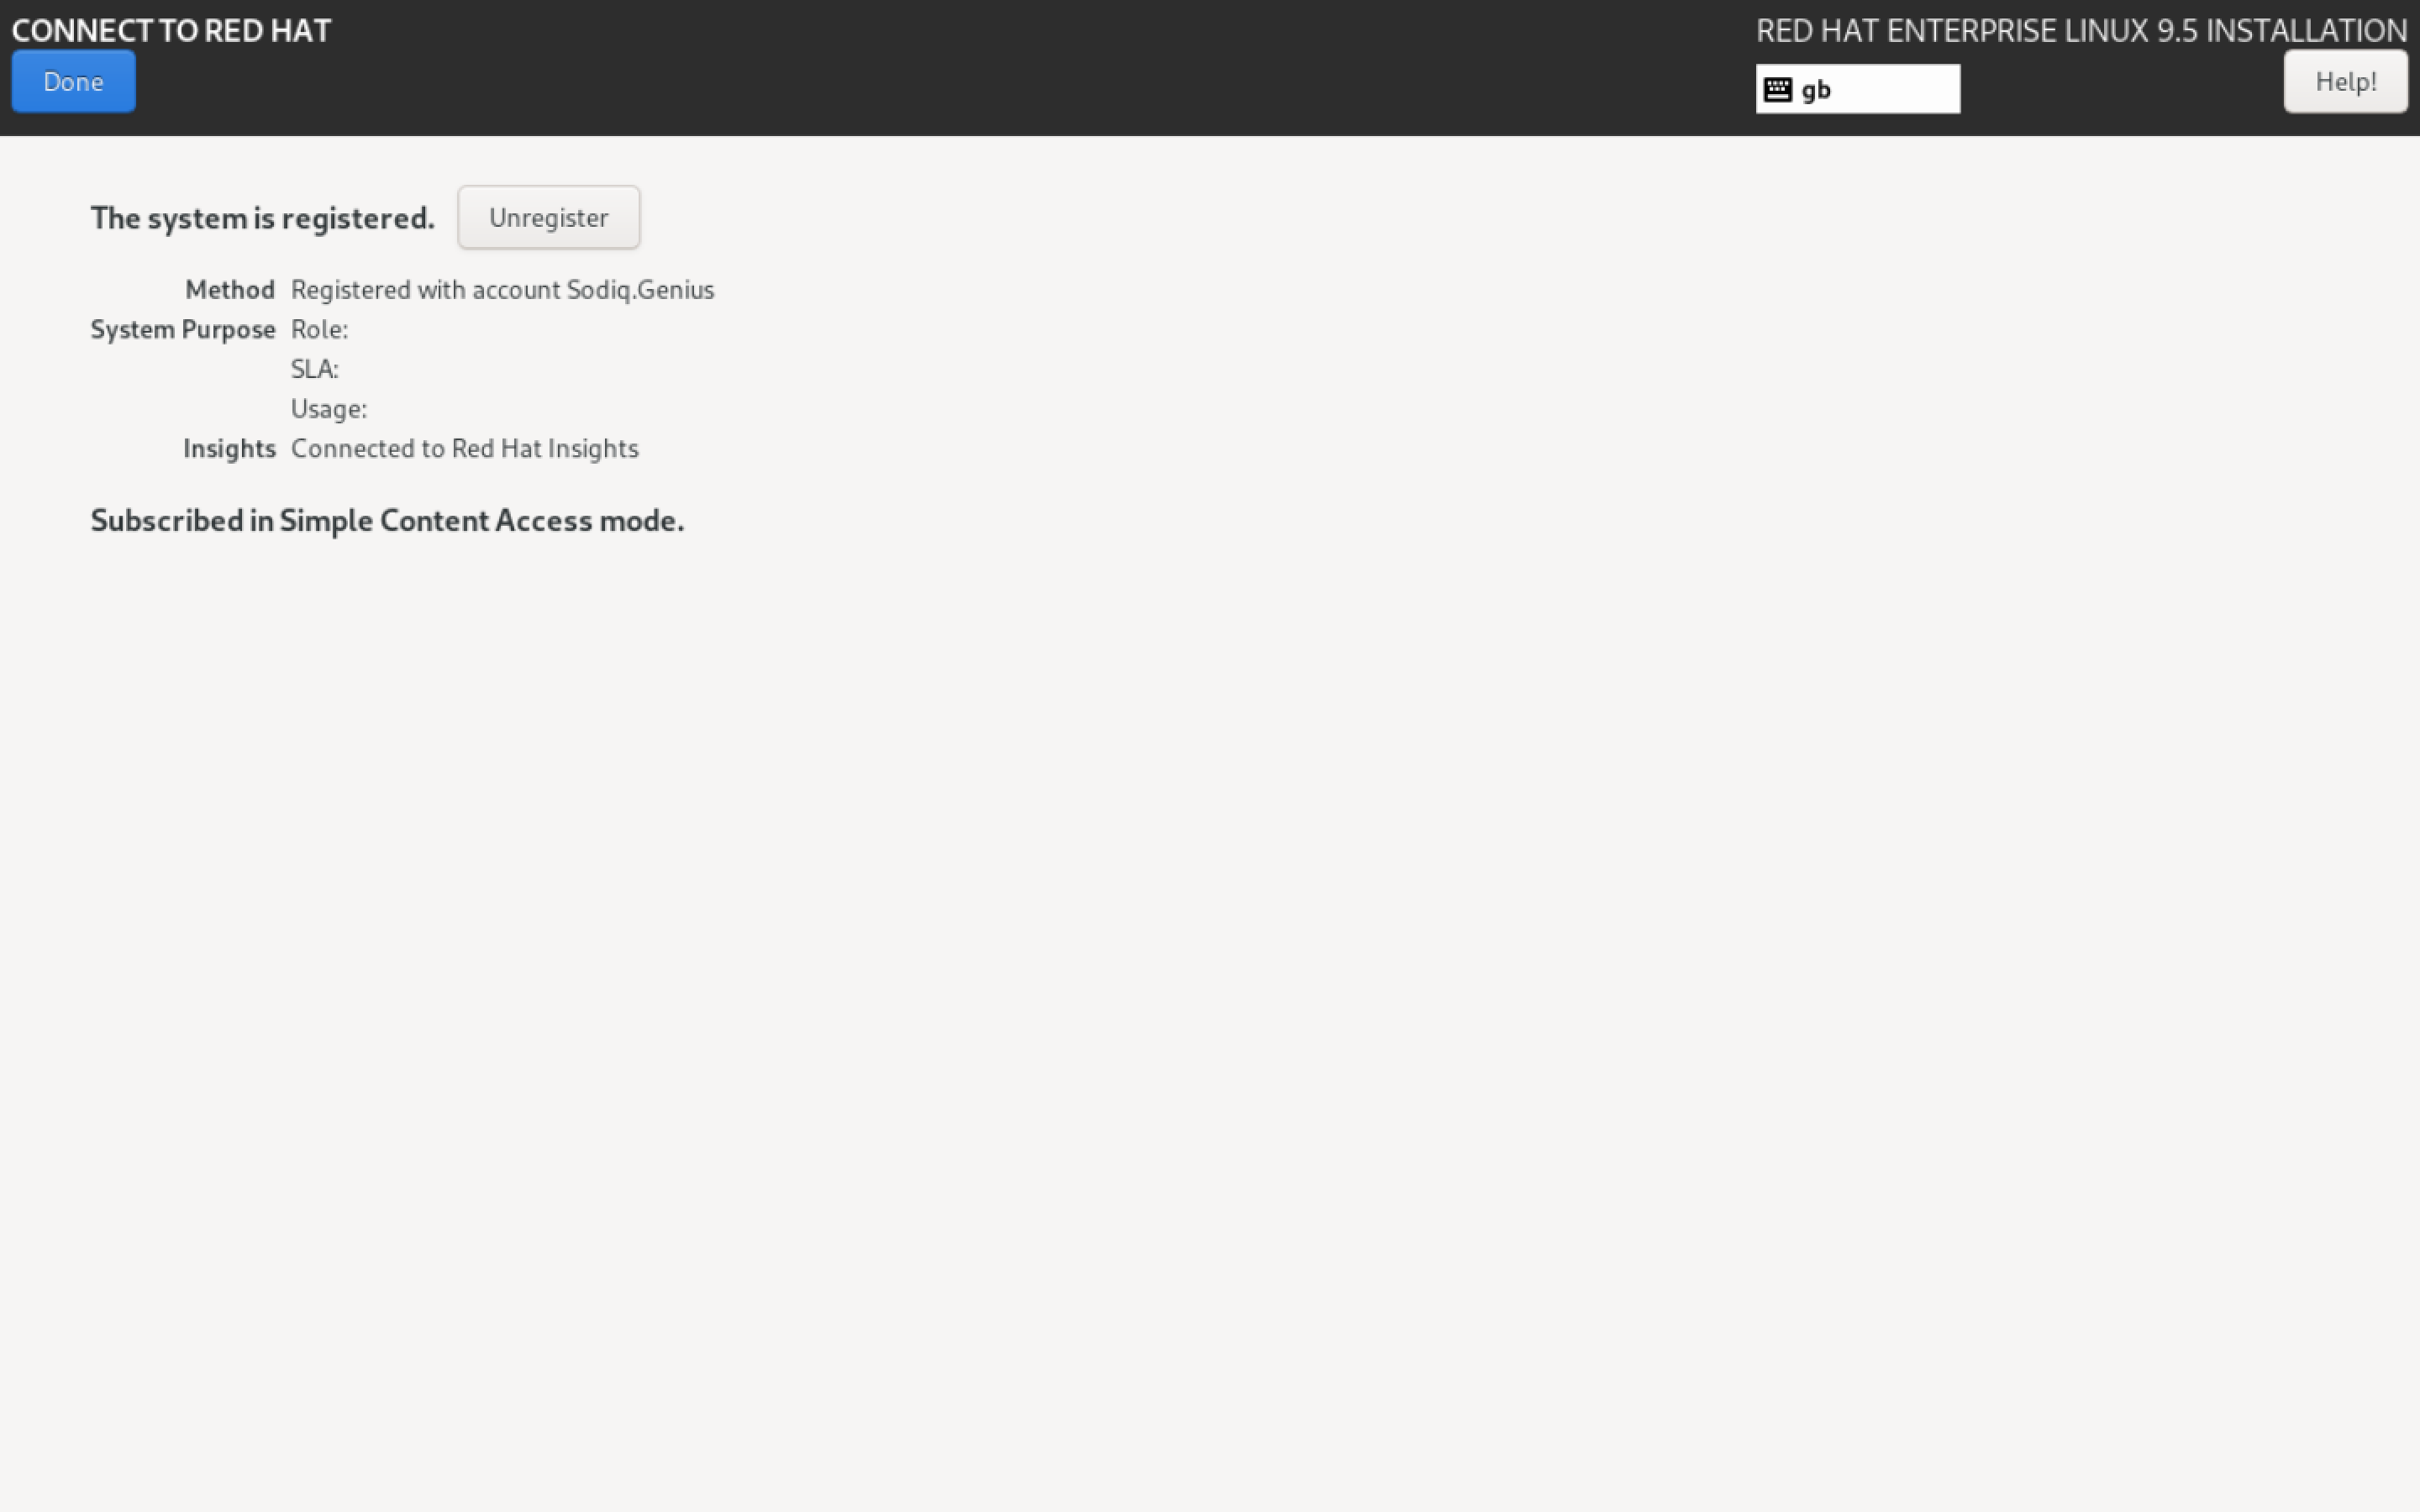 CONNECT TO RED HAT
RED HAT ENTERPRISE LINUX 9.5 INSTALLATION
Done
gb
Help!
The system is registered.
Unregister
Method Registered with account Sodiq.Genius
System Purpose Role:
SLA:
Usage:
Insights Connected to Red Hat Insights
Subscribed in Simple Content Access mode.